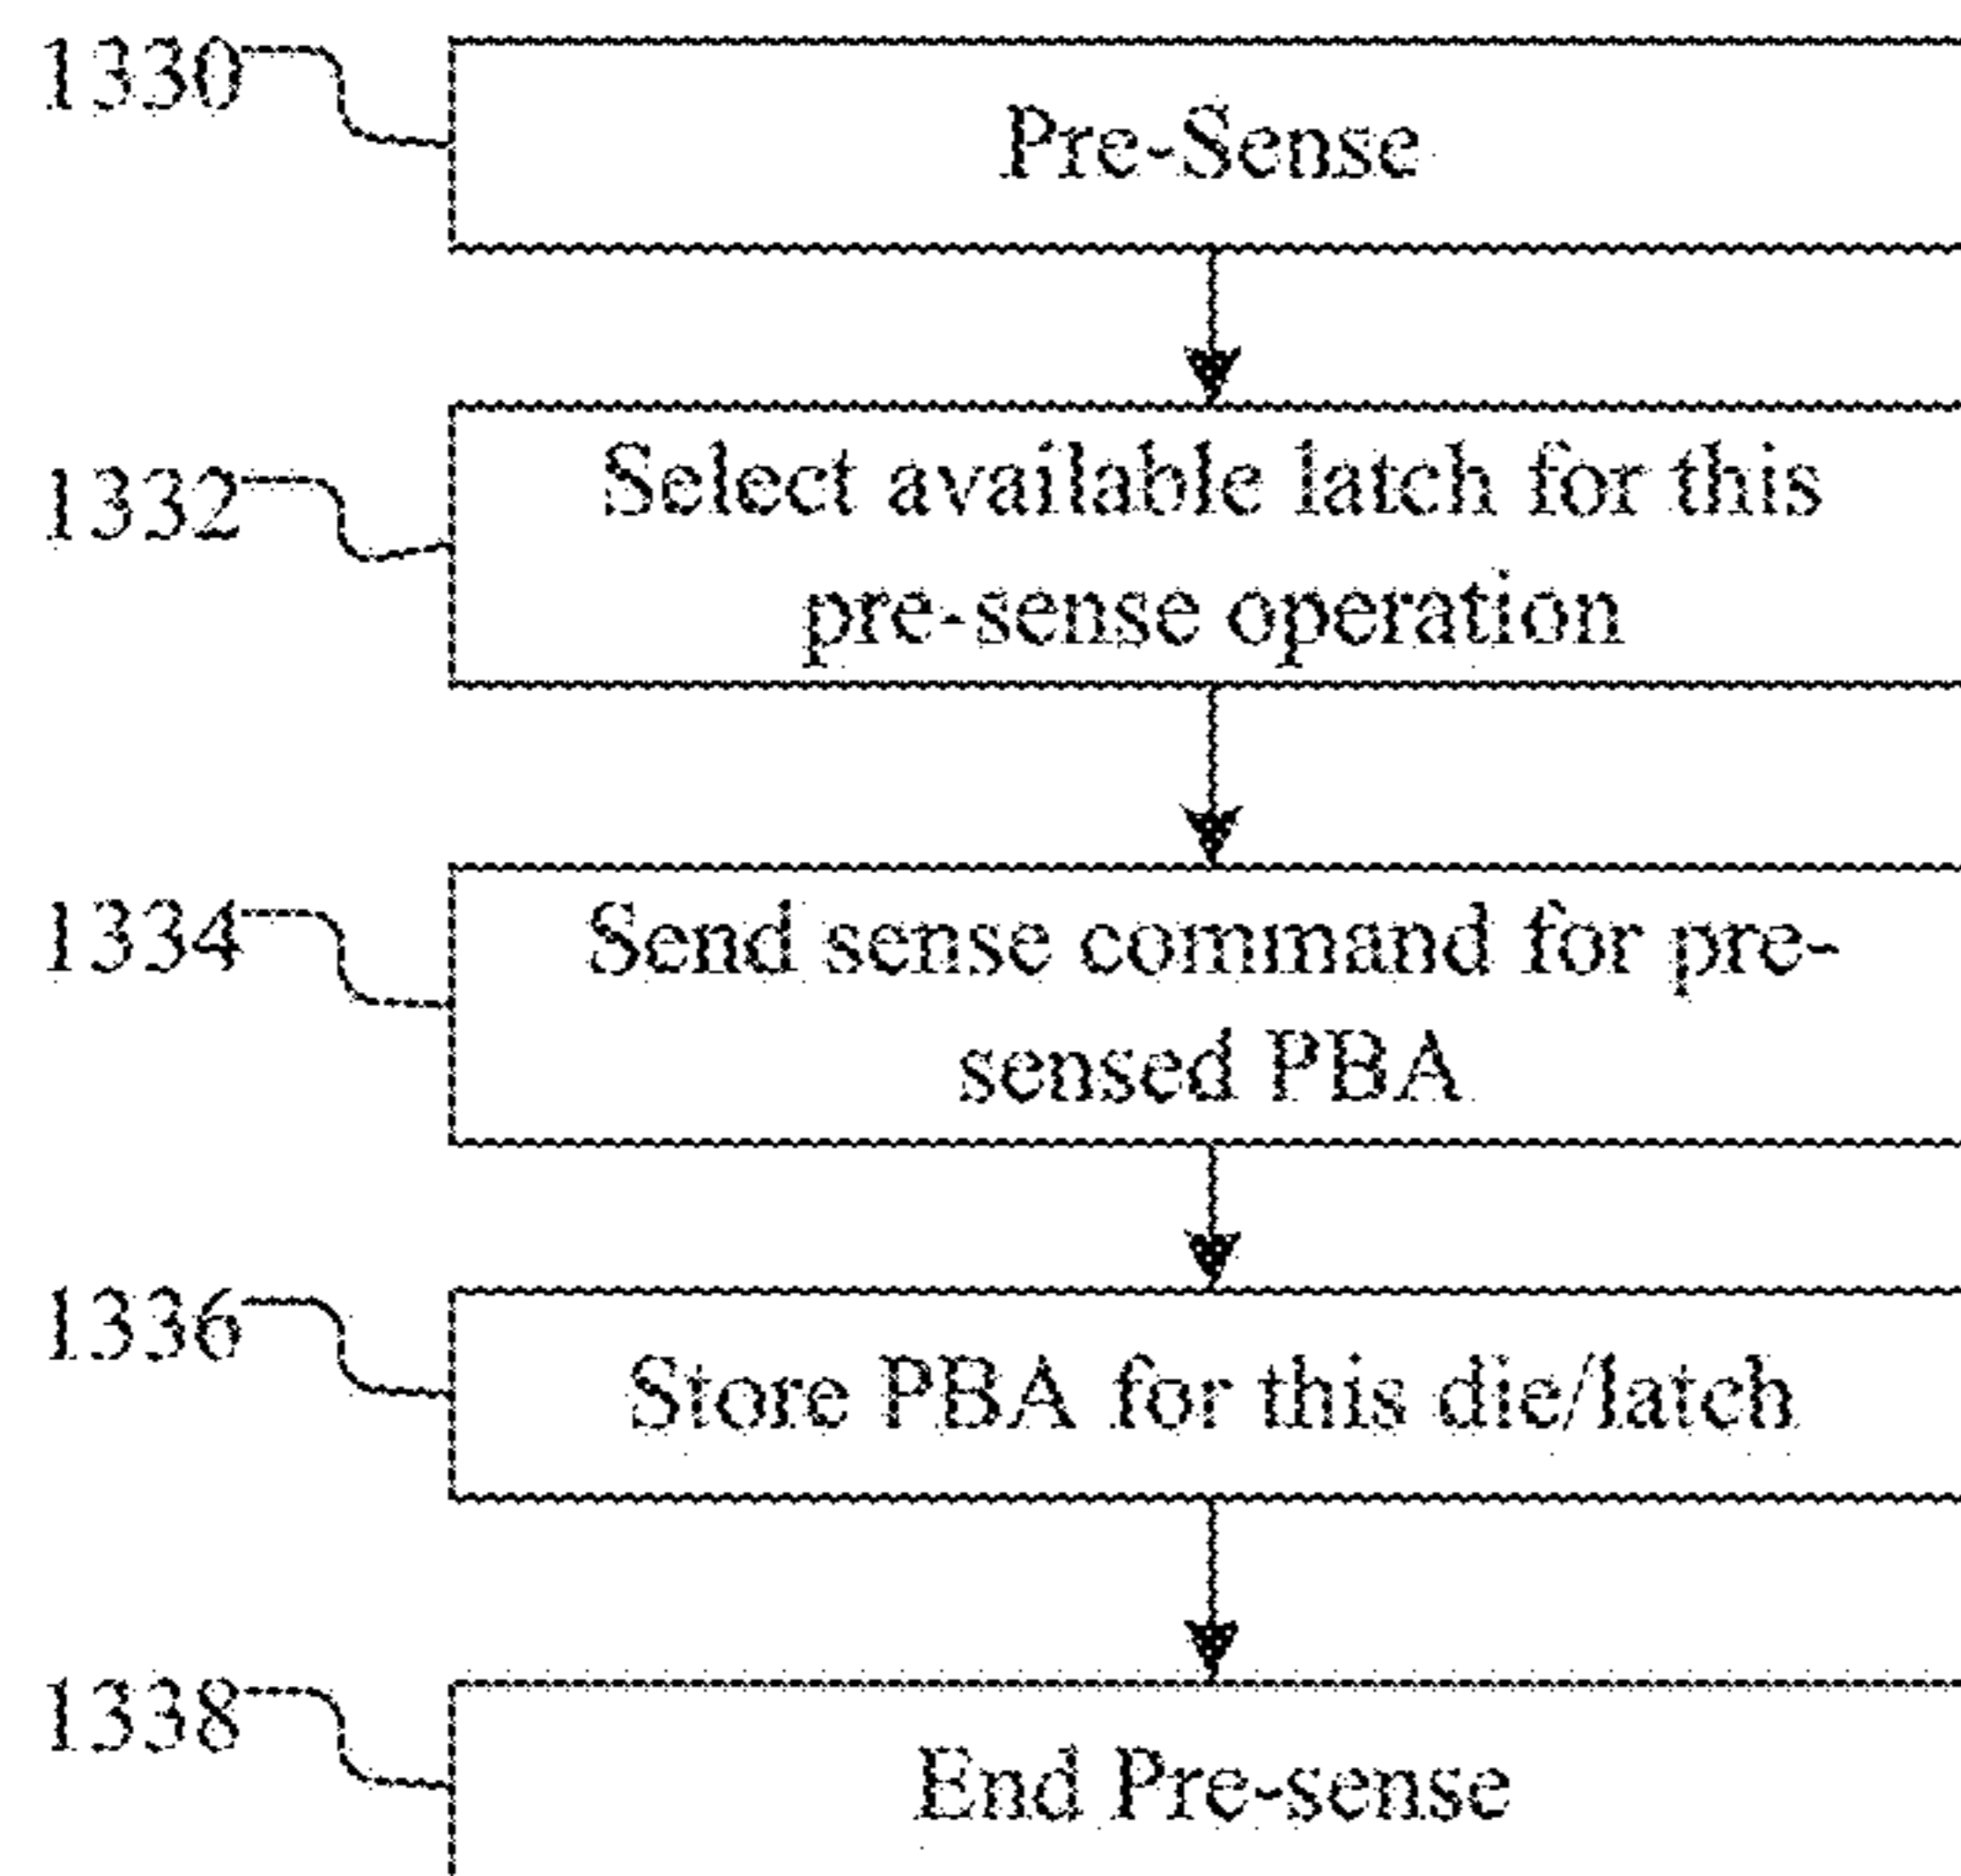 1330
Pre-Sense
1332
Select available latch for this
pre-sense operation
1334
Send sense command for pre-
sensed PBA
1336
Store PBA for this die/latch
1338
End Pre-sense